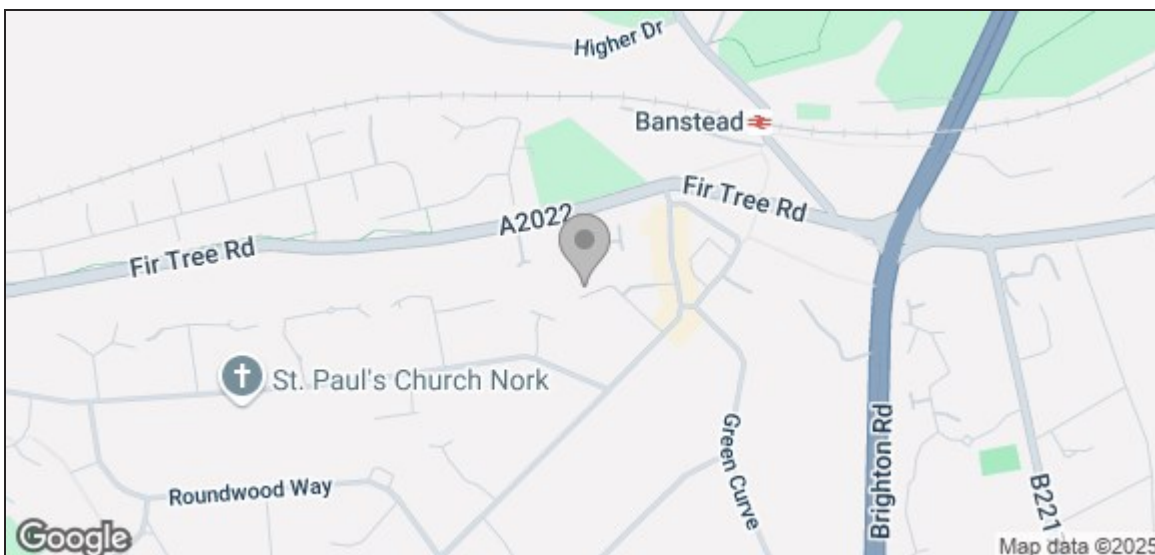 Higher Dr
Banstead
Fir Tree Rd
A2022
Fir Tree Rd
St. Paul's Church Nork
Green Curve
Brighton Rd
Roundwood Way
B221
Google
Map data ©2025